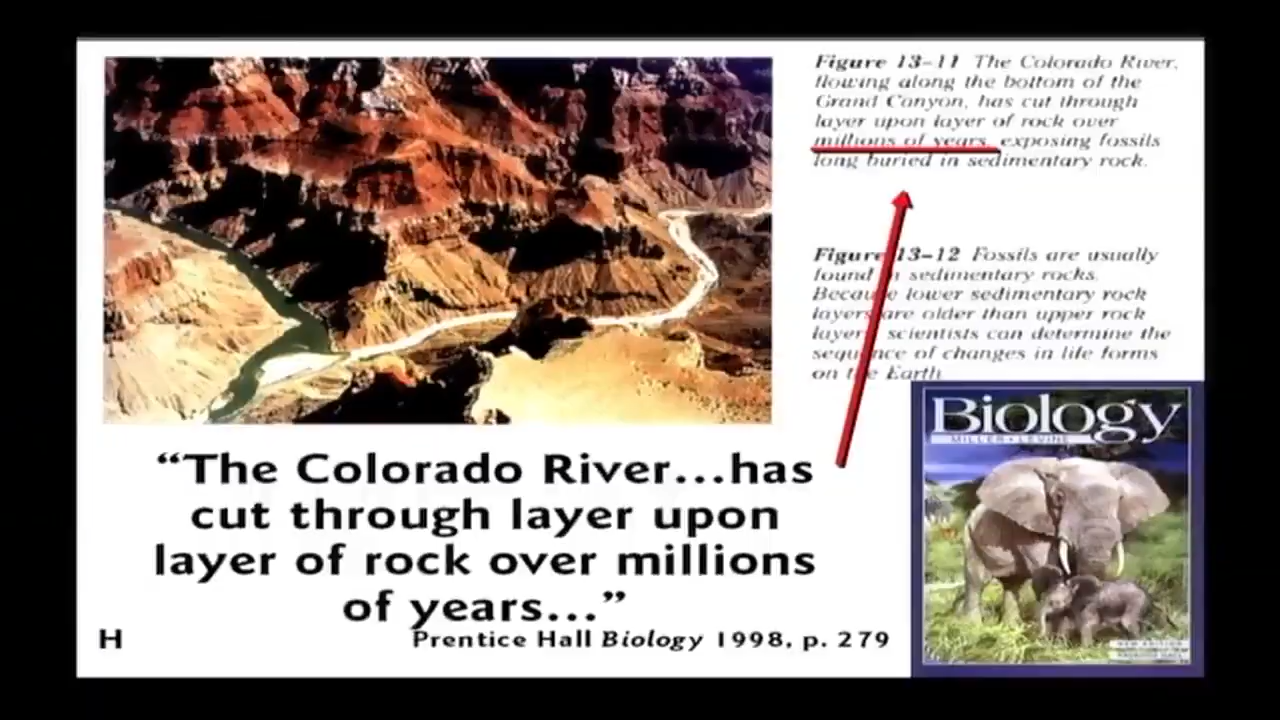 Figure 13–11 The Colorado River,
flowing along the bottom of the
Grand Canyon, has cut through
layer upon layer of rock over
millions of years, exposing fossils
long buried in sedimentary rock.
Figure 13–12 Fossils are usually
found in sedimentary rocks.
Because lower sedimentary rock
layers are older than upper rock
layers, scientists can determine the
sequence of changes in life forms
on the Earth
“The Colorado River...has
cut through layer upon
layer of rock over millions
of years...”
Prentice Hall Biology 1998, p. 279
H
Biology
MILLER • LEVINE